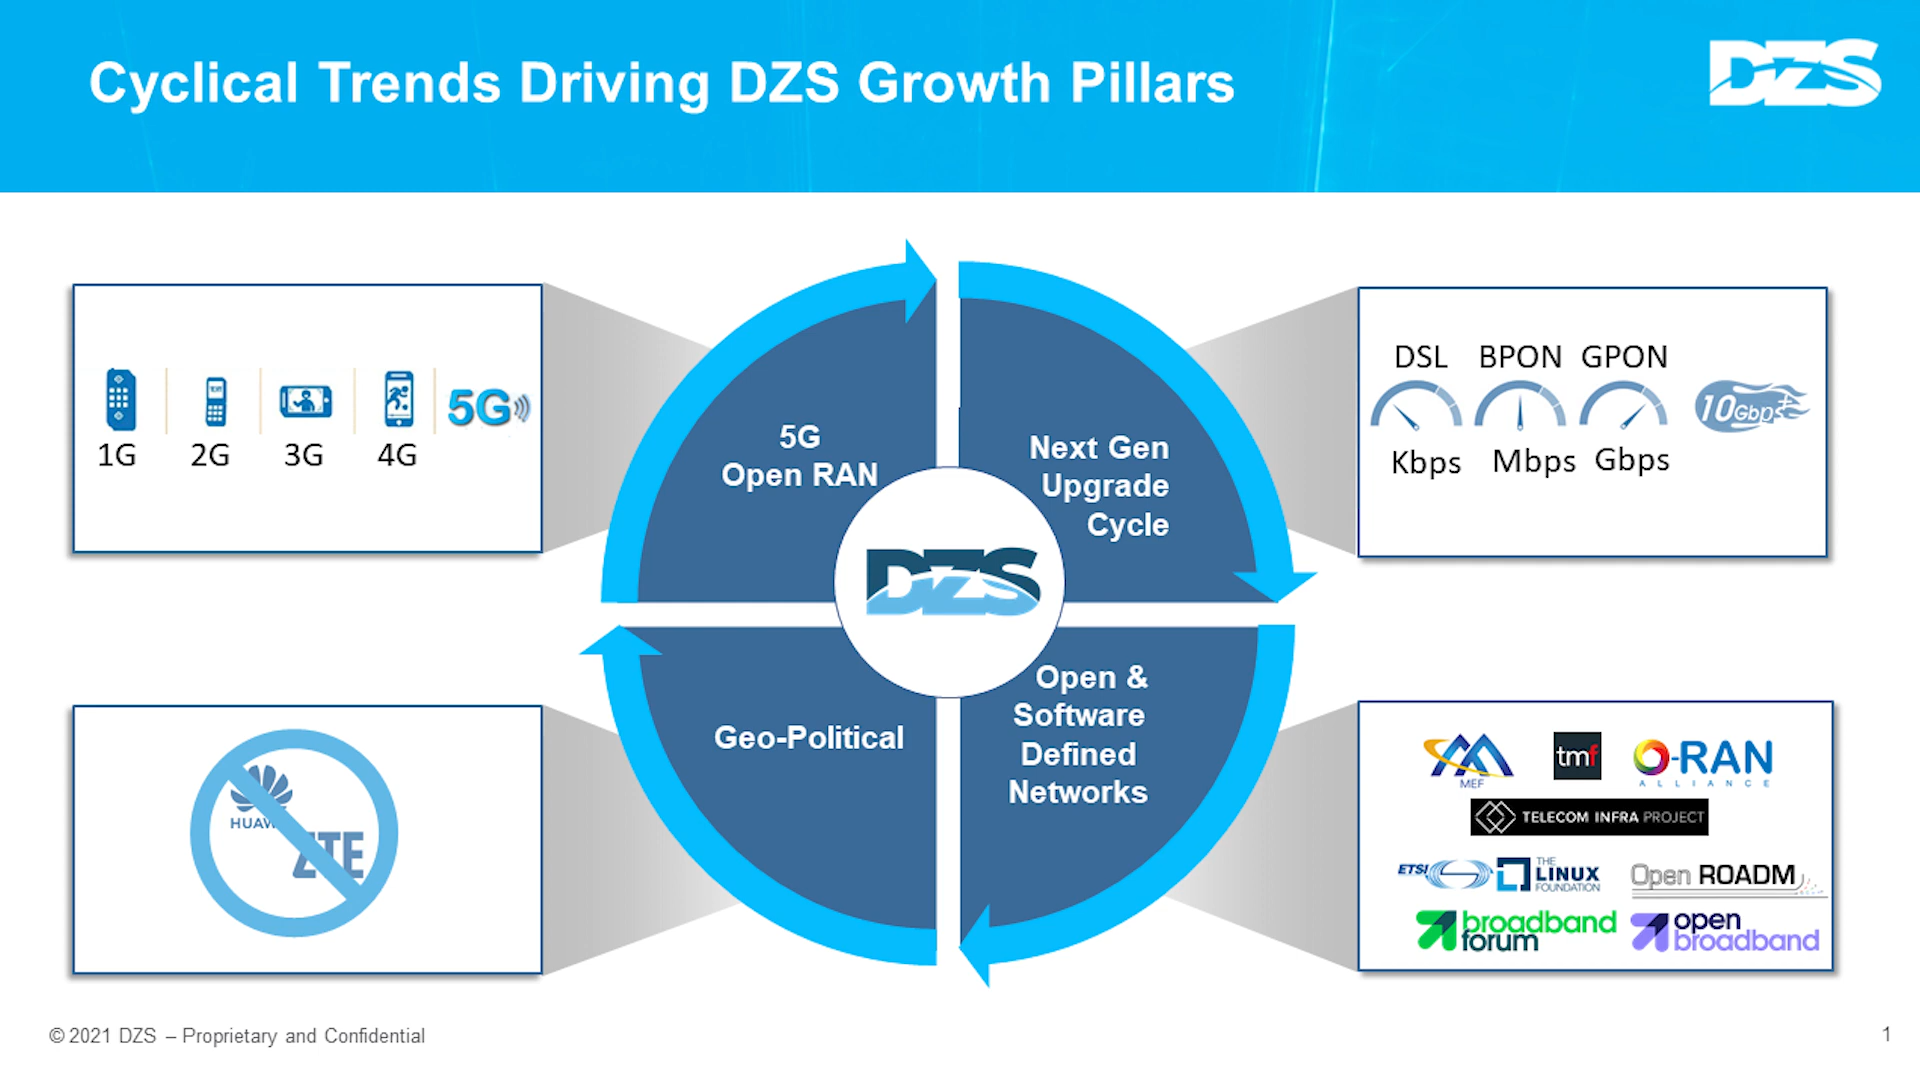 Cyclical Trends Driving DZS Growth Pillars
DZS
1G 2G 3G 4G 5G
5G
Open RAN
Next Gen
Upgrade
Cycle
DSL BPON GPON
10Gbps+
Kbps Mbps Gbps
DZS
Geo-Political
Open &
Software
Defined
Networks
HUAW
ZTE
MEF
tmf
O-RAN
ALLIANCE
TELECOM INFRA PROJECT
ETSI
THE
LINUX
FOUNDATION
Open ROADM
broadband
forum
open
broadband
© 2021 DZS – Proprietary and Confidential
1